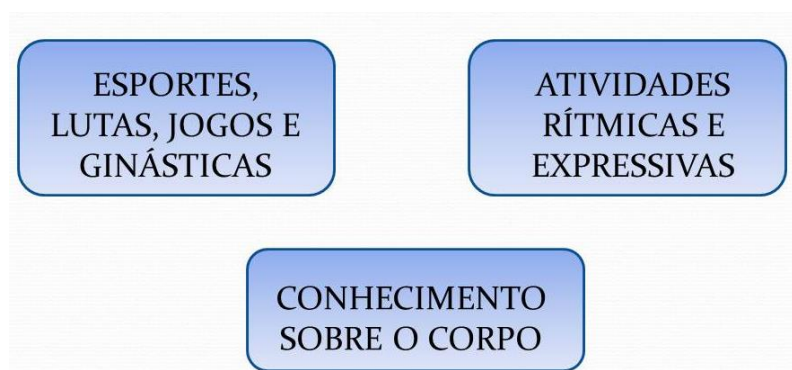 ESPORTES,
LUTAS, JOGOS E
GINÁSTICAS
ATIVIDADES
RÍTMICAS E
EXPRESSIVAS
CONHECIMENTO
SOBRE O CORPO